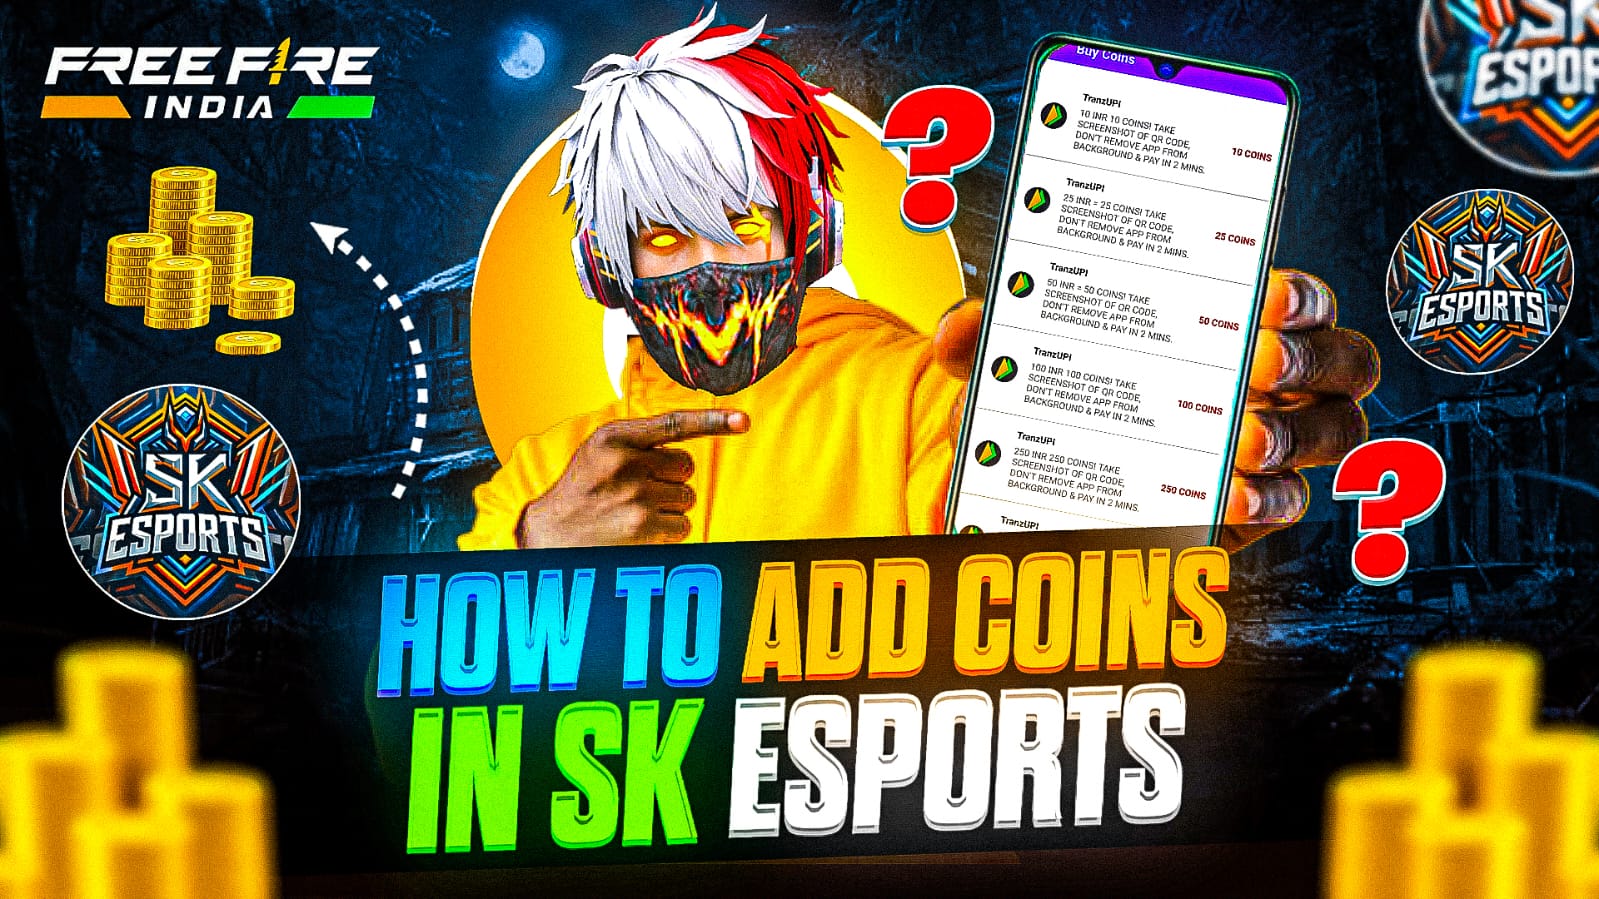 FREE FIRE
INDIA
SK
ESPORTS
Buy Coins
TranzUPI
10 INR 10 COINS! TAKE
SCREENSHOT OF QR CODE,
DON'T REMOVE APP FROM
BACKGROUND & PAY IN 2 MINS.
10 COINS
TranzUPI
25 INR = 25 COINS! TAKE
SCREENSHOT OF QR CODE,
DON'T REMOVE APP FROM
BACKGROUND & PAY IN 2 MINS.
25 COINS
TranzUPI
50 INR = 50 COINS! TAKE
SCREENSHOT OF QR CODE,
DON'T REMOVE APP FROM
BACKGROUND & PAY IN 2 MINS.
50 COINS
TranzUPI
100 INR 100 COINS! TAKE
SCREENSHOT OF QR CODE,
DON'T REMOVE APP FROM
BACKGROUND & PAY IN 2 MINS.
100 COINS
TranzUPI
250 INR 250 COINS! TAKE
SCREENSHOT OF QR CODE,
DON'T REMOVE APP FROM
BACKGROUND & PAY IN 2 MINS.
250 COINS
TranzUPI
?
?
SK
ESPOR
SK
ESPORTS
HOW TO ADD COINS
IN SK ESPORTS